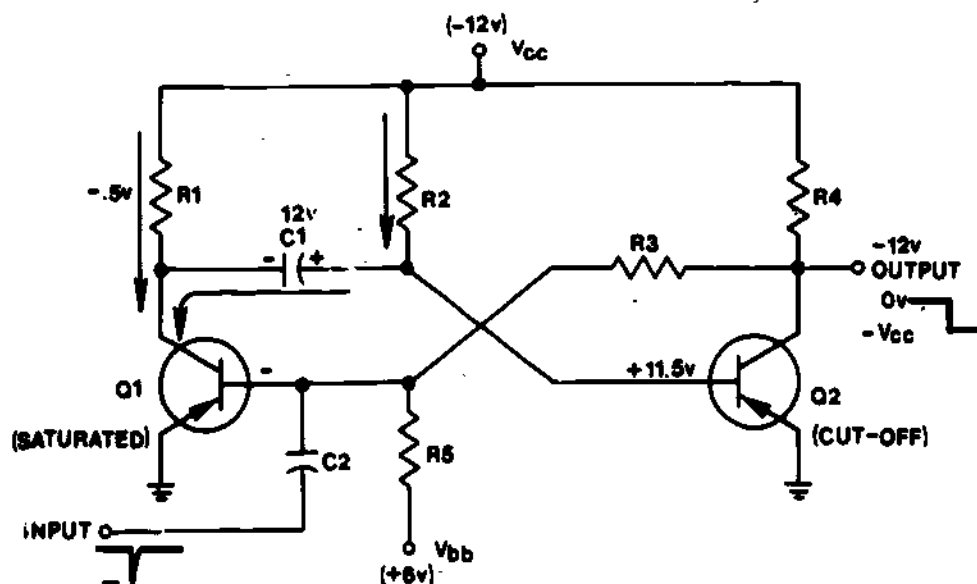 (-12v)
Vcc
-.5v
R1
R2
R4
12v
C1
- +
R3
-12v
OUTPUT
0v
-Vcc
Q1
-
+11.5v
Q2
(SATURATED)
(CUT-OFF)
C2
R5
INPUT
-
Vbb
(+6v)